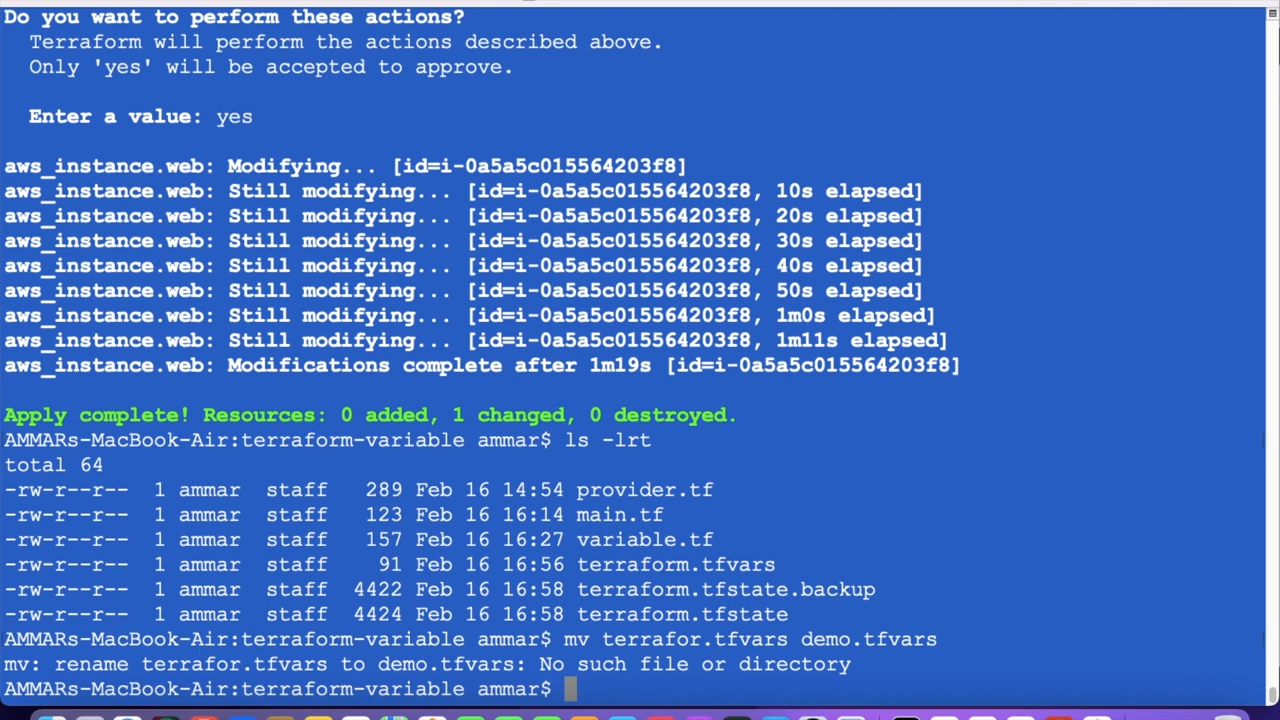 Do you want to perform these actions?
Terraform will perform the actions described above.
Only 'yes' will be accepted to approve.
Enter a value: yes
aws_instance.web: Modifying... [id=i-0a5a5c015564203f8]
aws_instance.web: Still modifying... [id=i-0a5a5c015564203f8, 10s elapsed]
aws_instance.web: Still modifying... [id=i-0a5a5c015564203f8, 20s elapsed]
aws_instance.web: Still modifying... [id=i-0a5a5c015564203f8, 30s elapsed]
aws_instance.web: Still modifying... [id=i-0a5a5c015564203f8, 40s elapsed]
aws_instance.web: Still modifying... [id=i-0a5a5c015564203f8, 50s elapsed]
aws_instance.web: Still modifying... [id=i-0a5a5c015564203f8, 1m0s elapsed]
aws_instance.web: Still modifying... [id=i-0a5a5c015564203f8, 1m11s elapsed]
aws_instance.web: Modifications complete after 1m19s [id=i-0a5a5c015564203f8]
Apply complete! Resources: 0 added, 1 changed, 0 destroyed.
AMMARs-MacBook-Air:terraform-variable ammar$ ls -lrt
total 64
-rw-r--r-- 1 ammar staff 289 Feb 16 14:54 provider.tf
-rw-r--r-- 1 ammar staff 123 Feb 16 16:14 main.tf
-rw-r--r-- 1 ammar staff 157 Feb 16 16:27 variable.tf
-rw-r--r-- 1 ammar staff 91 Feb 16 16:56 terraform.tfvars
-rw-r--r-- 1 ammar staff 4422 Feb 16 16:58 terraform.tfstate.backup
-rw-r--r-- 1 ammar staff 4424 Feb 16 16:58 terraform.tfstate
AMMARs-MacBook-Air:terraform-variable ammar$ mv terrafor.tfvars demo.tfvars
mv: rename terrafor.tfvars to demo.tfvars: No such file or directory
AMMARs-MacBook-Air:terraform-variable ammar$